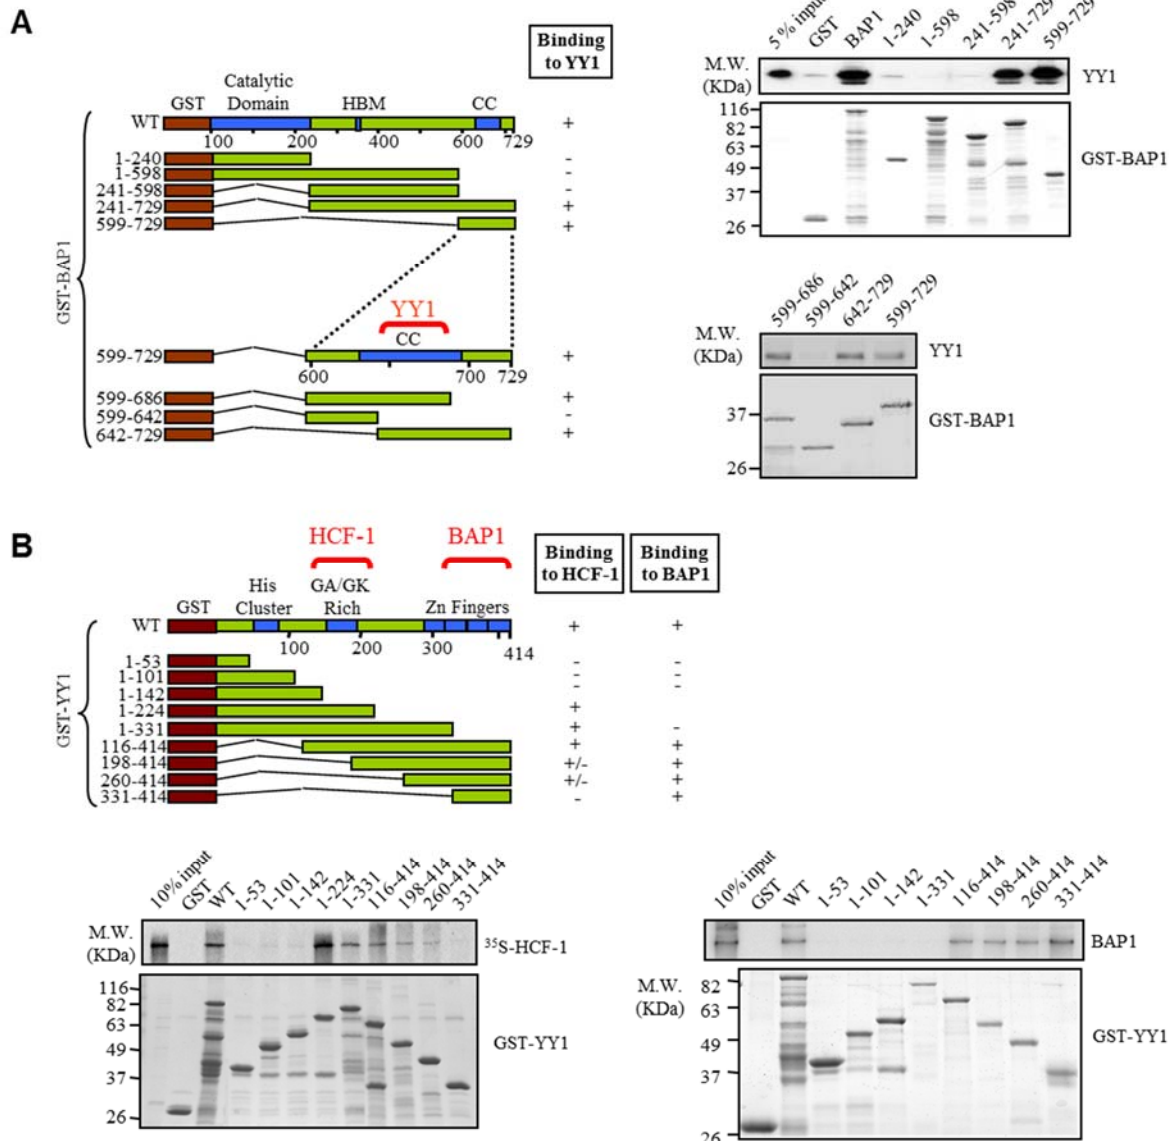 A
Binding
to YY1
Catalytic
GST Domain HBM CC
WT +
100 200 400 600 729
1-240 -
1-598 -
241-598 -
241-729 +
599-729 +
GST-BAP1
YY1
CC
599-729 +
600 700 729
599-686 +
599-642 -
642-729 +
5 % input GST BAP1 1-240 1-598 241-598 241-729 599-729
M.W.
(KDa)
YY1
116
82
63
49
37
26
GST-BAP1
599-686 599-642 642-729 599-729
M.W.
(KDa)
YY1
37
26
GST-BAP1
B
HCF-1 BAP1
Binding
to HCF-1
Binding
to BAP1
His GA/GK
GST Cluster Rich Zn Fingers
WT + +
100 200 300 414
1-53 - -
1-101 - -
1-142 - -
1-224 +
1-331 + -
116-414 + +
198-414 +/- +
260-414 +/- +
331-414 - +
GST-YY1
10% input GST WT 1-53 1-101 1-142 1-224 1-331 116-414 198-414 260-414 331-414
M.W.
(KDa)
³⁵S-HCF-1
116
82
63
49
37
26
GST-YY1
10% input GST WT 1-53 1-101 1-142 1-331 116-414 198-414 260-414 331-414
BAP1
M.W.
(KDa)
82
63
49
37
26
GST-YY1